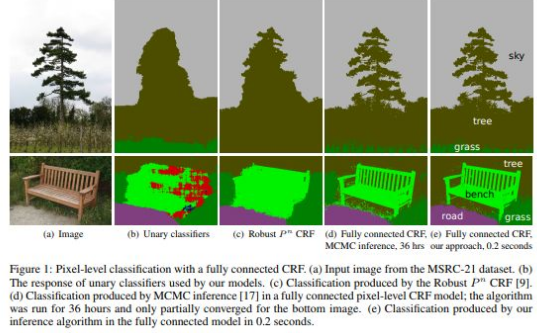 sky
tree
grass
tree
bench
road
grass
(a) Image
(b) Unary classifiers
(c) Robust Pⁿ CRF
(d) Fully connected CRF,
MCMC inference, 36 hrs
(e) Fully connected CRF,
our approach, 0.2 seconds
Figure 1: Pixel-level classification with a fully connected CRF. (a) Input image from the MSRC-21 dataset. (b)
The response of unary classifiers used by our models. (c) Classification produced by the Robust Pⁿ CRF [9].
(d) Classification produced by MCMC inference [17] in a fully connected pixel-level CRF model; the algorithm
was run for 36 hours and only partially converged for the bottom image. (e) Classification produced by our
inference algorithm in the fully connected model in 0.2 seconds.